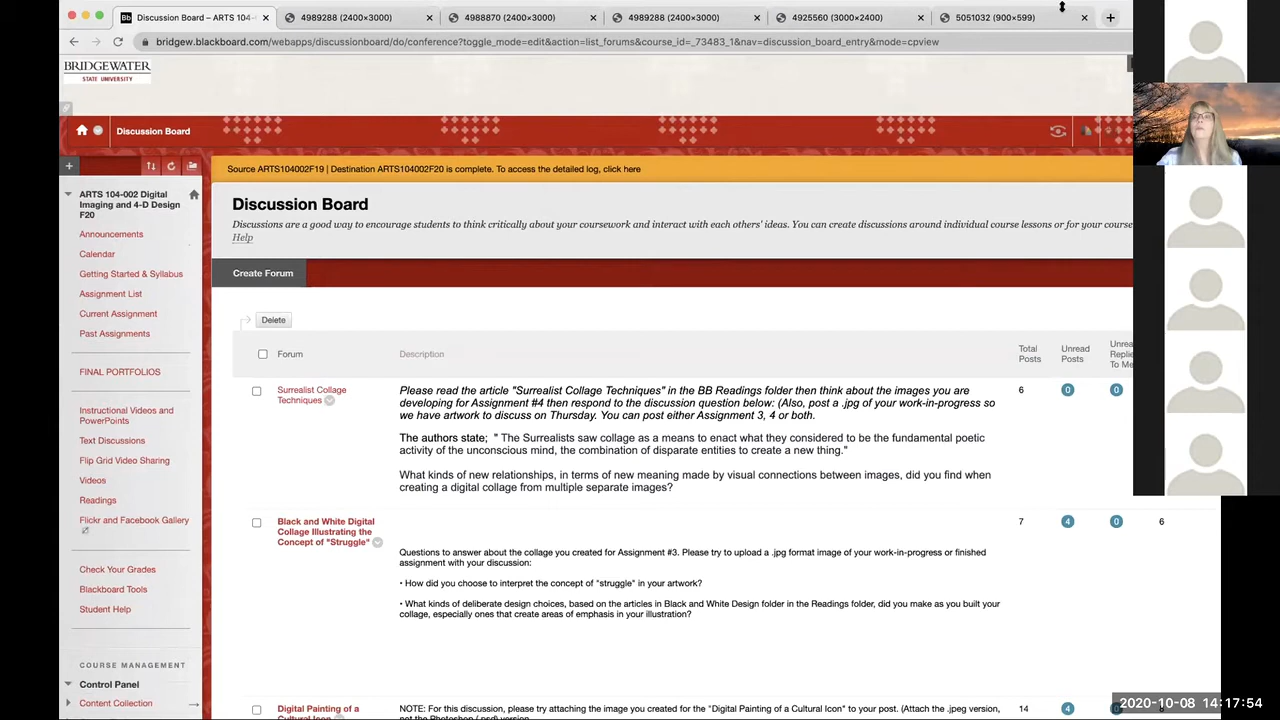 Discussion Board – ARTS 104-
4989288 (2400×3000)
4988870 (2400×3000)
4989288 (2400×3000)
4925560 (3000×2400)
5051032 (900×599)
bridgew.blackboard.com/webapps/discussionboard/do/conference?toggle_mode=edit&action=list_forums&course_id=_73483_1&nav=discussion_board_entry&mode=cpview
BRIDGEWATER
STATE UNIVERSITY
Discussion Board
Source ARTS104002F19 | Destination ARTS104002F20 is complete. To access the detailed log, click here
ARTS 104-002 Digital
Imaging and 4-D Design
F20
Announcements
Calendar
Getting Started & Syllabus
Assignment List
Current Assignment
Past Assignments
FINAL PORTFOLIOS
Instructional Videos and
PowerPoints
Text Discussions
Flip Grid Video Sharing
Videos
Readings
Flickr and Facebook Gallery
Check Your Grades
Blackboard Tools
Student Help
COURSE MANAGEMENT
Control Panel
Content Collection
Discussion Board
Discussions are a good way to encourage students to think critically about your coursework and interact with each others' ideas. You can create discussions around individual course lessons or for your course
Help
Create Forum
Delete
Forum
Description
Total
Posts
Unread
Posts
Unrea
Replie
To Me
Surrealist Collage
Techniques
Please read the article "Surrealist Collage Techniques" in the BB Readings folder then think about the images you are
developing for Assignment #4 then respond to the discussion question below: (Also, post a .jpg of your work-in-progress so
we have artwork to discuss on Thursday. You can post either Assignment 3, 4 or both.
The authors state; " The Surrealists saw collage as a means to enact what they considered to be the fundamental poetic
activity of the unconscious mind, the combination of disparate entities to create a new thing."
What kinds of new relationships, in terms of new meaning made by visual connections between images, did you find when
creating a digital collage from multiple separate images?
6
0
0
Black and White Digital
Collage Illustrating the
Concept of "Struggle"
Questions to answer about the collage you created for Assignment #3. Please try to upload a .jpg format image of your work-in-progress or finished
assignment with your discussion:
• How did you choose to interpret the concept of "struggle" in your artwork?
• What kinds of deliberate design choices, based on the articles in Black and White Design folder in the Readings folder, did you make as you built your
collage, especially ones that create areas of emphasis in your illustration?
7
4
0
6
Digital Painting of a
Cultural Icon
NOTE: For this discussion, please try attaching the image you created for the "Digital Painting of a Cultural Icon" to your post. (Attach the .jpeg version,
not the Photoshop (.psd) version
14
4
2020-10-08 14:17:54